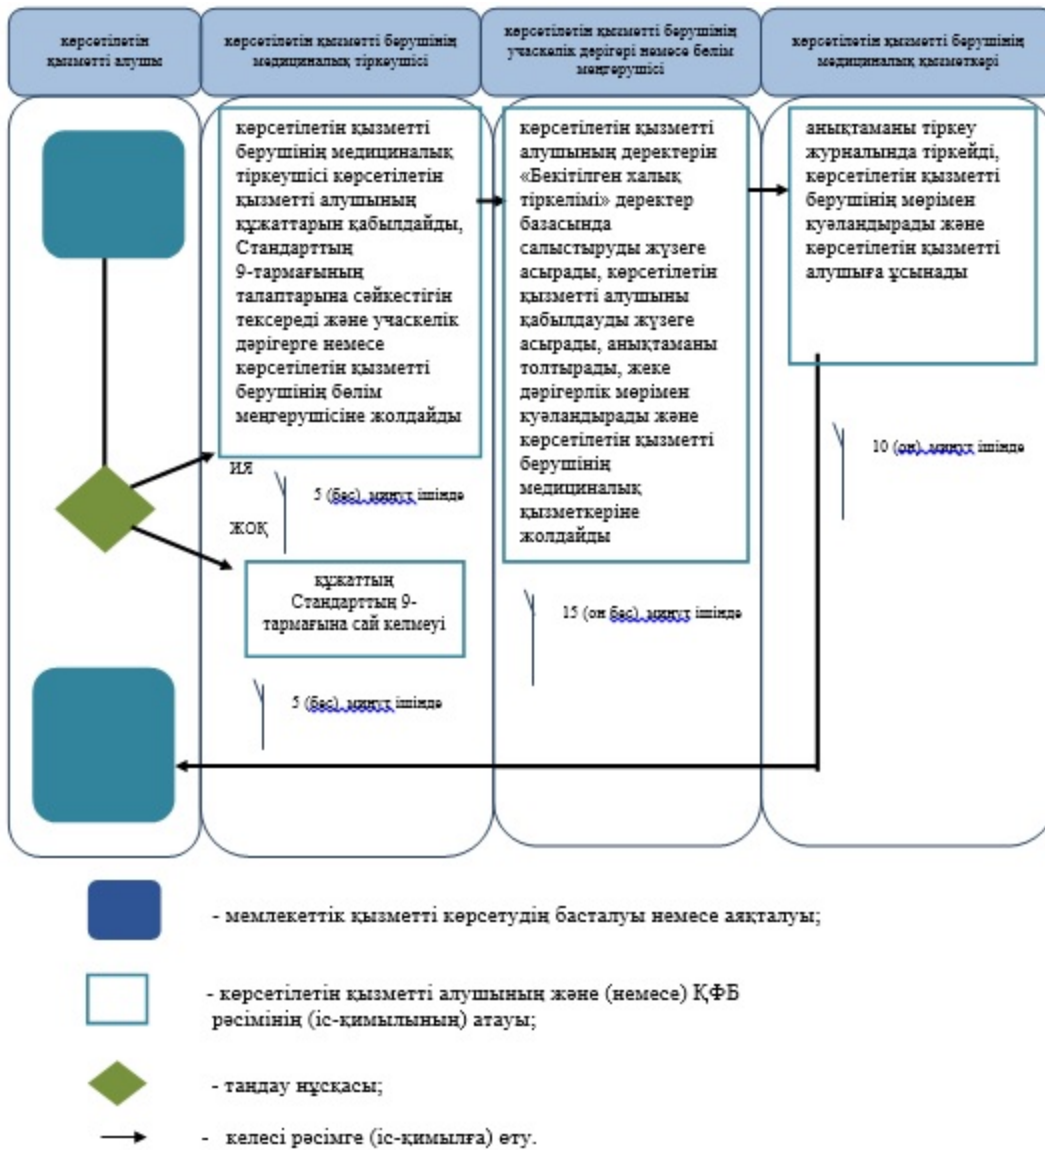 көрсетілетін
қызметті алушы
көрсетілетін қызметті берушінің
медициналық тіркеушісі
көрсетілетін қызметті берушінің
учаскелік дәрігері немесе бөлім
меңгерушісі
көрсетілетін қызметті берушінің
медициналық қызметкері
көрсетілетін қызметті
берушінің медициналық
тіркеушісі көрсетілетін
қызметті алушының
құжаттарын қабылдайды,
Стандарттың
9-тармағының
талаптарына сәйкестігін
тексереді және учаскелік
дәрігерге немесе
көрсетілетін қызметті
берушінің бөлім
меңгерушісіне жолдайды
ИЯ
5 (бес) минут ішінде
ЖОҚ
құжаттың
Стандарттың 9-
тармағына сай келмеуі
5 (бес) минут ішінде
көрсетілетін қызметті
алушының деректерін
«Бекітілген халық
тіркелімі» деректер
базасында
салыстыруды жүзеге
асырады, көрсетілетін
қызметті алушыны
қабылдауды жүзеге
асырады, анықтаманы
толтырады, жеке
дәрігерлік мөрімен
куәландырады және
көрсетілетін қызметті
берушінің
медициналық
қызметкеріне
жолдайды
15 (он бес) минут ішінде
анықтаманы тіркеу
журналында тіркейді,
көрсетілетін қызметті
берушінің мөрімен
куәландырады және
көрсетілетін қызметті
алушыға ұсынады
10 (он) минут ішінде
- мемлекеттік қызметті көрсетудің басталуы немесе аяқталуы;
- көрсетілетін қызметті алушының және (немесе) ҚФБ
рәсімінің (іс-қимылының) атауы;
- таңдау нұсқасы;
- келесі рәсімге (іс-қимылға) өту.